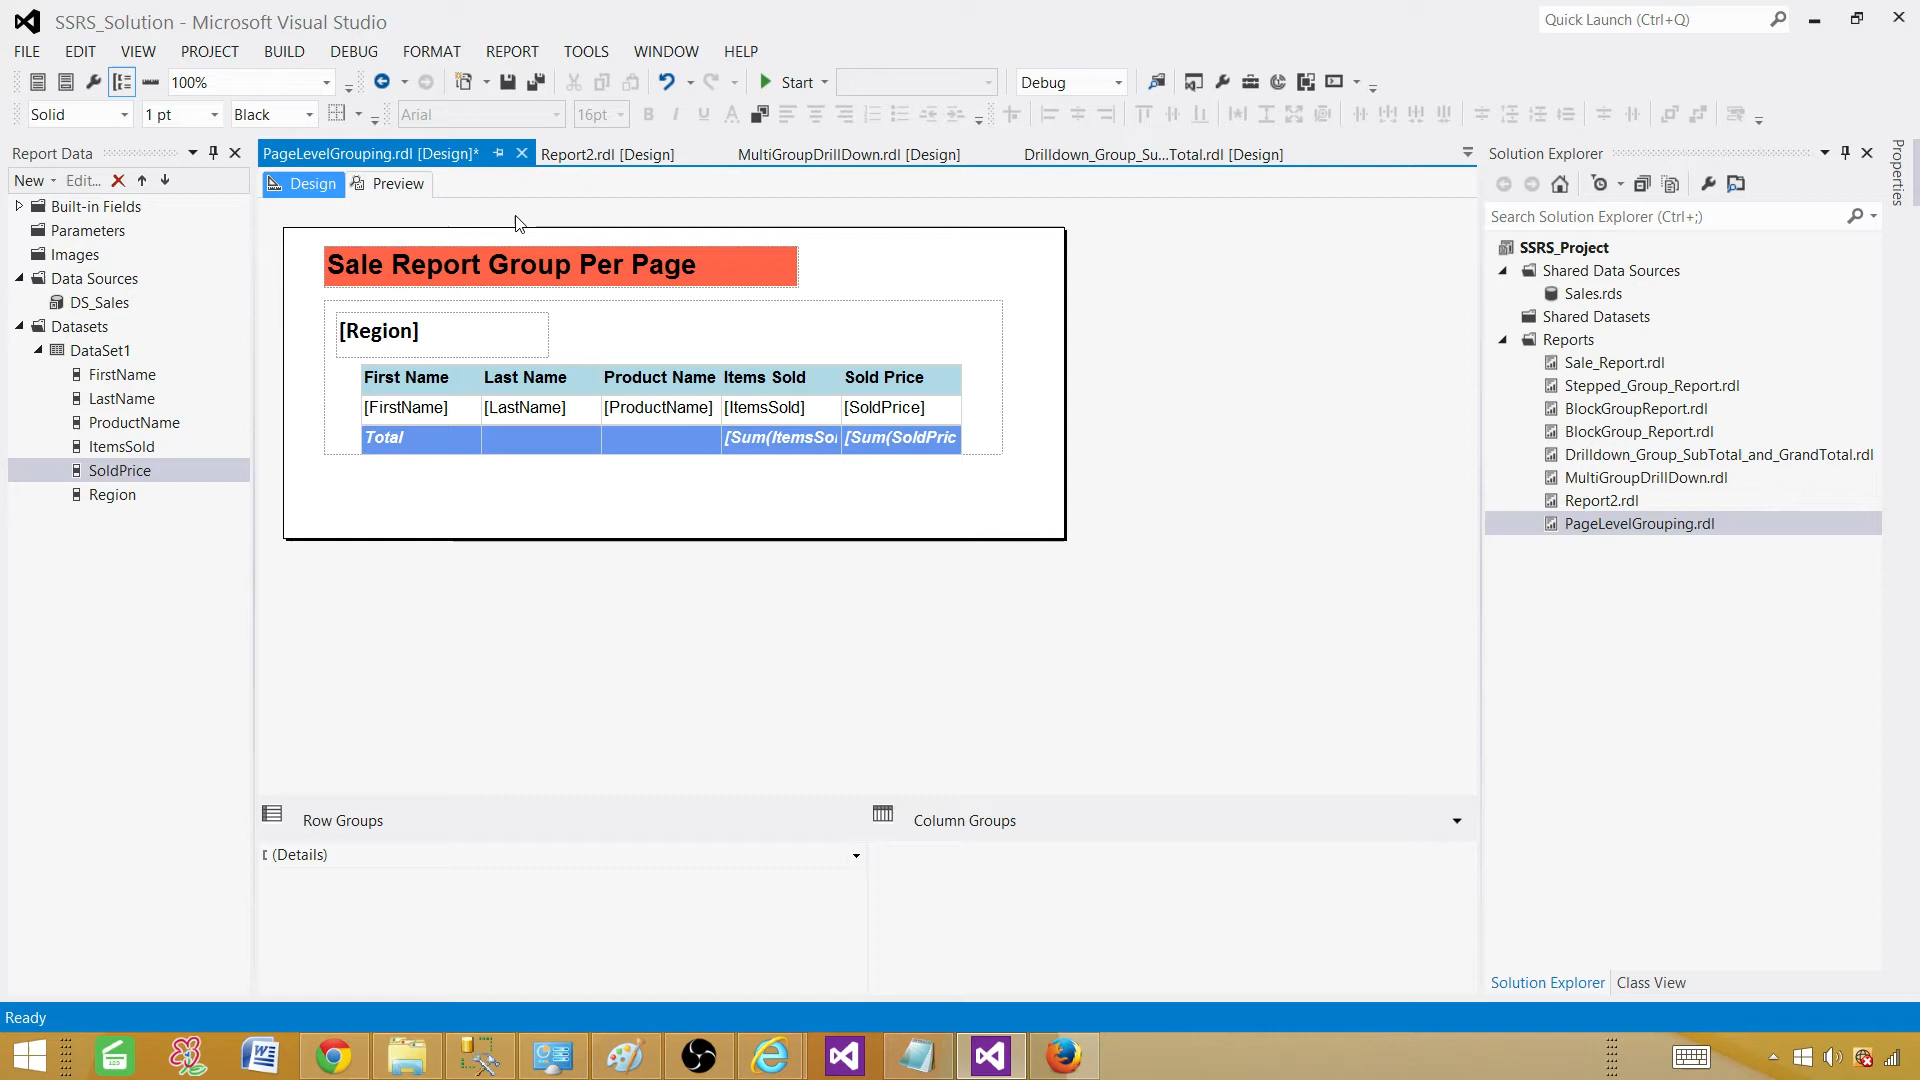 SSRS_Solution - Microsoft Visual Studio
Quick Launch (Ctrl+Q)
FILE EDIT VIEW PROJECT BUILD DEBUG FORMAT REPORT TOOLS WINDOW HELP
100% Start Debug
Solid 1 pt Black Arial 16pt B I U A
Report Data
PageLevelGrouping.rdl [Design]* Report2.rdl [Design] MultiGroupDrillDown.rdl [Design] Drilldown_Group_Su...Total.rdl [Design]
Solution Explorer
Properties
New Edit...
Design Preview
Built-in Fields
Parameters
Images
Data Sources
DS_Sales
Datasets
DataSet1
FirstName
LastName
ProductName
ItemsSold
SoldPrice
Region
Sale Report Group Per Page
[Region]
First Name Last Name Product Name Items Sold Sold Price
[FirstName] [LastName] [ProductName] [ItemsSold] [SoldPrice]
Total [Sum(ItemsSol [Sum(SoldPric
Row Groups
Column Groups
(Details)
Search Solution Explorer (Ctrl+;)
SSRS_Project
Shared Data Sources
Sales.rds
Shared Datasets
Reports
Sale_Report.rdl
Stepped_Group_Report.rdl
BlockGroupReport.rdl
BlockGroup_Report.rdl
Drilldown_Group_SubTotal_and_GrandTotal.rdl
MultiGroupDrillDown.rdl
Report2.rdl
PageLevelGrouping.rdl
Solution Explorer Class View
Ready